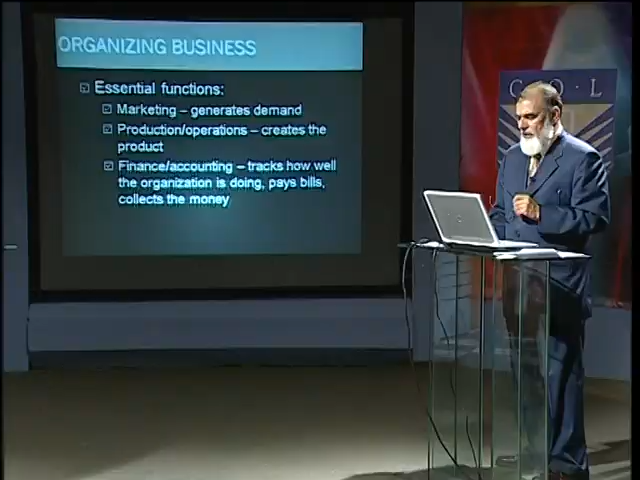 ORGANIZING BUSINESS
Essential functions:
Marketing – generates demand
Production/operations – creates the
product
Finance/accounting – tracks how well
the organization is doing, pays bills,
collects the money
C·O·L